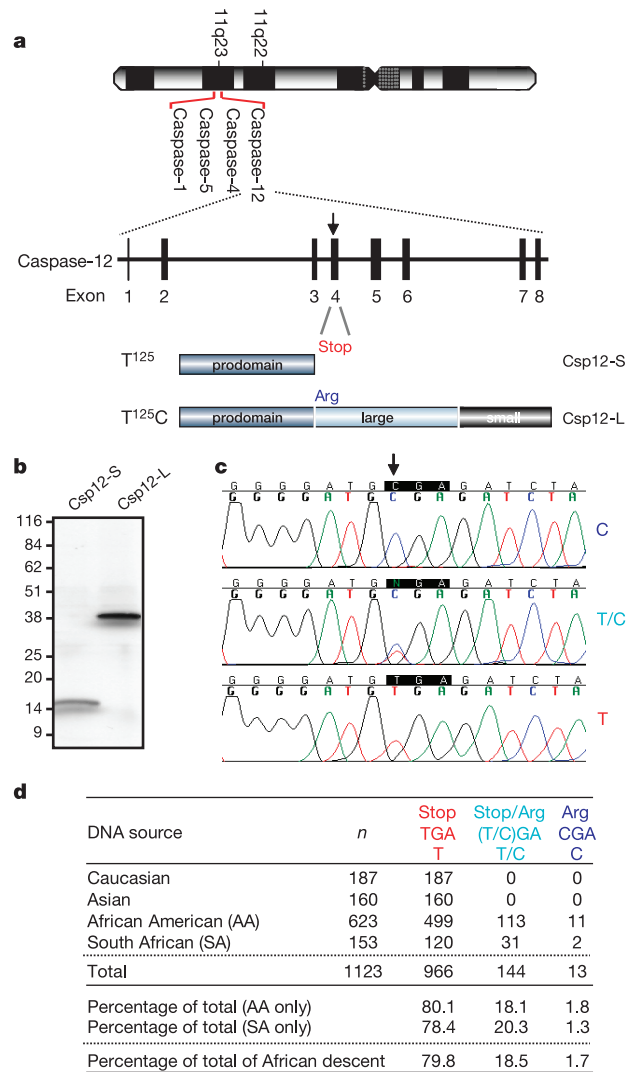 a
11q23
11q22
Caspase-1
Caspase-5
Caspase-4
Caspase-12
Caspase-12
Exon 1 2 3 4 5 6 7 8
Stop
T¹²⁵ prodomain Csp12-S
Arg
T¹²⁵C prodomain large small Csp12-L
b
Csp12-S
Csp12-L
116
84
62
51
38
25
20
14
9
c
G G G G A T G C G A G A T C T A
G G G G A T G C G A G A T C T A
C
G G G G A T G N G A G A T C T A
G G G G A T G C G A G A T C T A
T/C
G G G G A T G T G A G A T C T A
G G G G A T G T G A G A T C T A
T
d
Stop Stop/Arg Arg
DNA source n TGA (T/C)GA CGA
T T/C C
Caucasian 187 187 0 0
Asian 160 160 0 0
African American (AA) 623 499 113 11
South African (SA) 153 120 31 2
Total 1123 966 144 13
Percentage of total (AA only) 80.1 18.1 1.8
Percentage of total (SA only) 78.4 20.3 1.3
Percentage of total of African descent 79.8 18.5 1.7